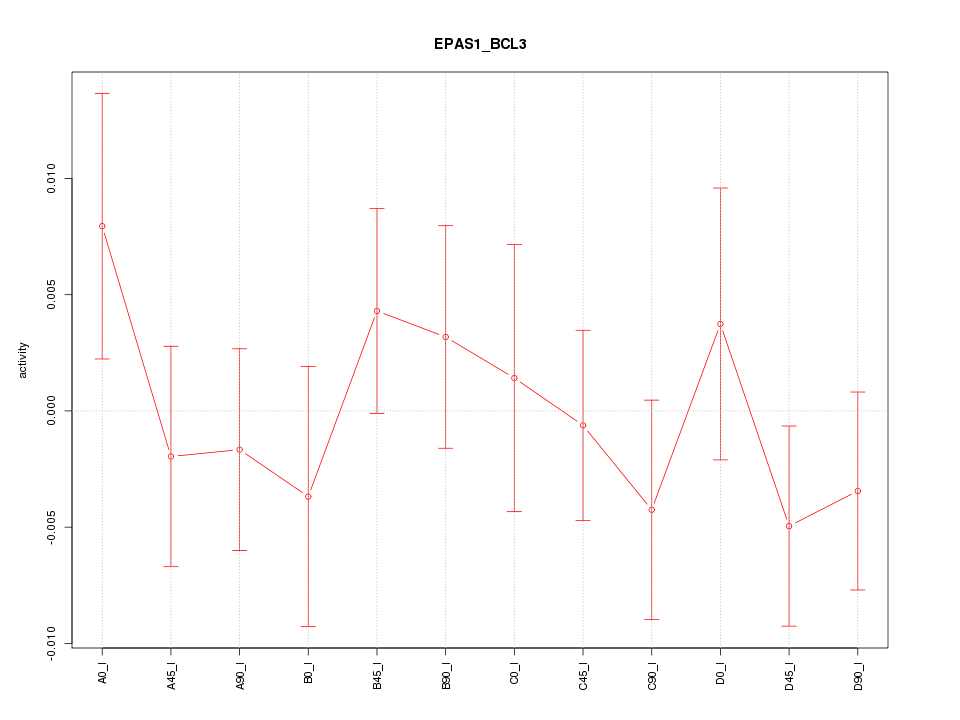 EPAS1_BCL3
activity
0.010
0.005
0.000
-0.005
-0.010
A0_I
A45_I
A90_I
B0_I
B45_I
B90_I
C0_I
C45_I
C90_I
D0_I
D45_I
D90_I